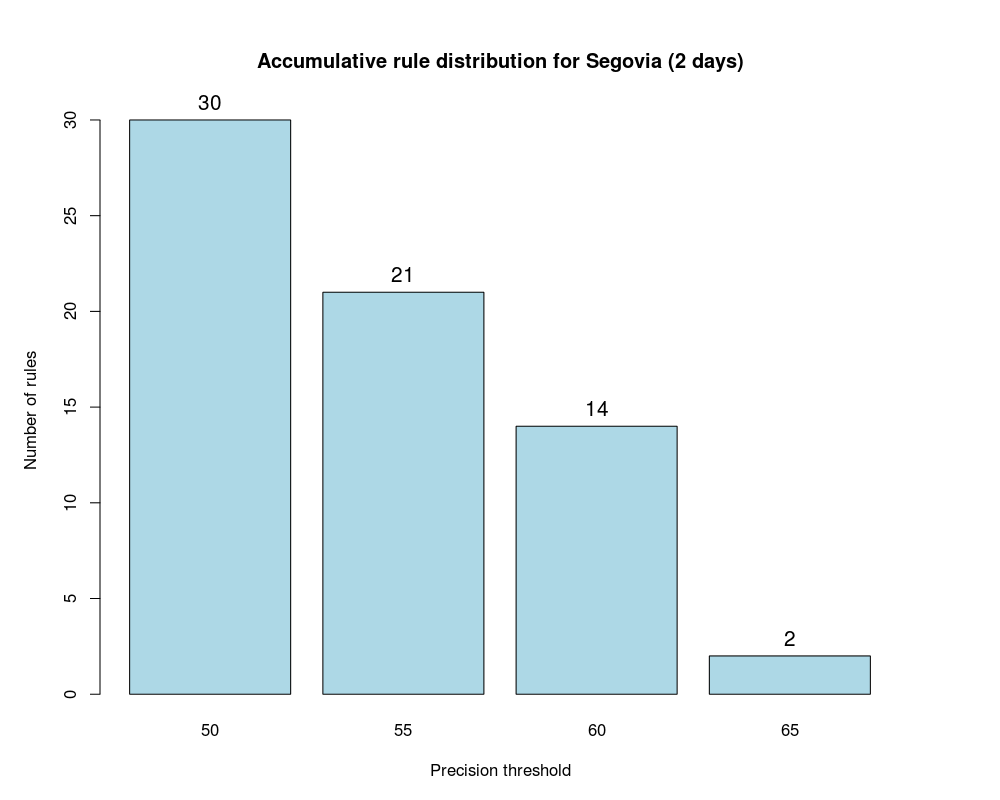 Accumulative rule distribution for Segovia (2 days)
30
21
14
2
30
25
20
15
10
5
0
Number of rules
50 55 60 65
Precision threshold